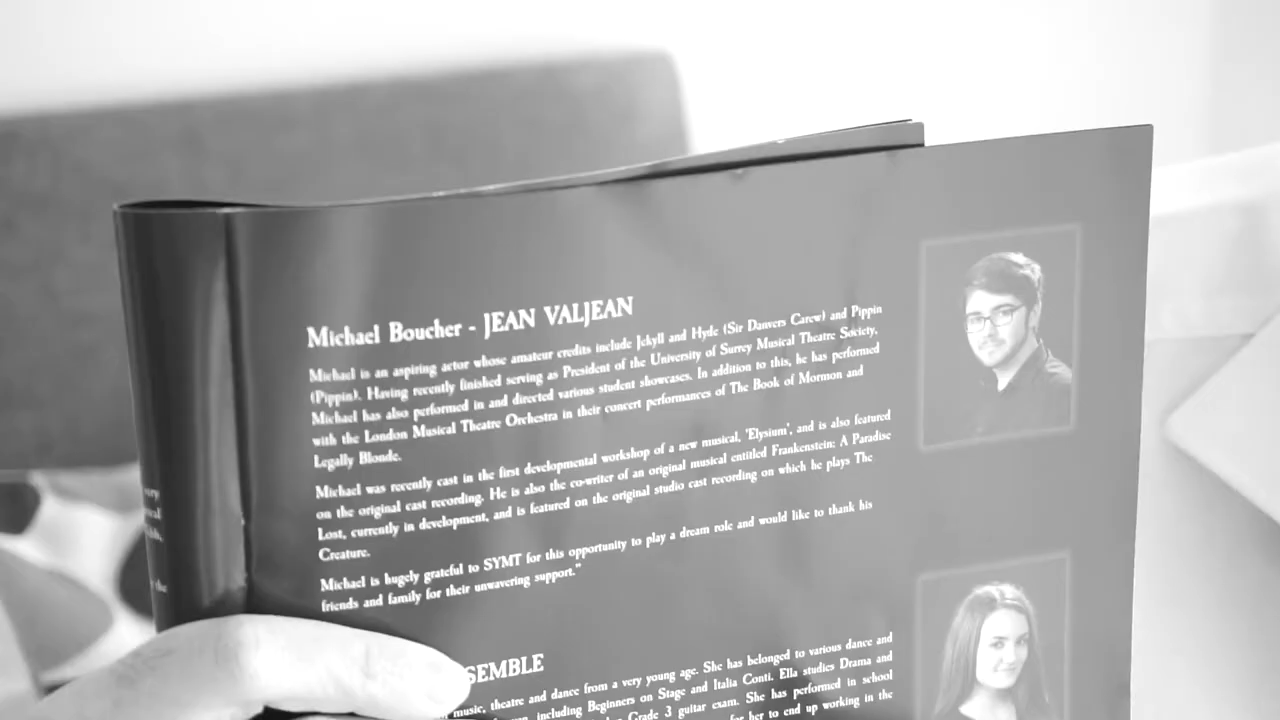 Michael Boucher - JEAN VALJEAN
Michael is an aspiring actor whose amateur credits include Jekyll and Hyde (Sir Danvers Carew) and Pippin
(Pippin). Having recently finished serving as President of the University of Surrey Musical Theatre Society,
Michael has also performed in and directed various student showcases. In addition to this, he has performed
with the London Musical Theatre Orchestra in their concert performances of The Book of Mormon and
Legally Blonde.
Michael was recently cast in the first developmental workshop of a new musical, 'Elysium', and is also featured
on the original cast recording. He is also the co-writer of an original musical entitled Frankenstein: A Paradise
Lost, currently in development, and is featured on the original studio cast recording on which he plays The
Creature.
Michael is hugely grateful to SYMT for this opportunity to play a dream role and would like to thank his
friends and family for their unwavering support."
SEMBLE
music, theatre and dance from a very young age. She has belonged to various dance and
including Beginners on Stage and Italia Conti. Ella studies Drama and
Grade 3 guitar exam. She has performed in school
for her to end up working in the
the